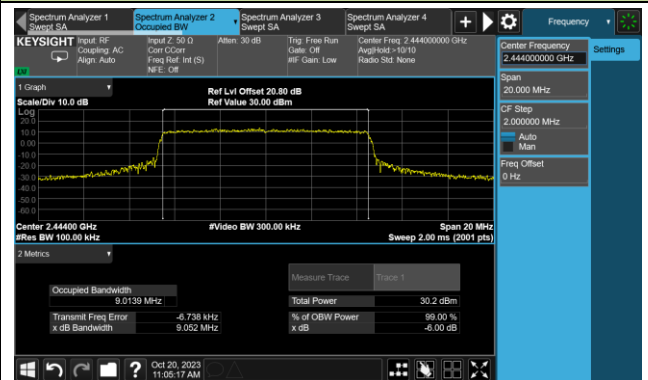 Spectrum Analyzer 1
Swept SA
Spectrum Analyzer 2
Occupied BW
Spectrum Analyzer 3
Swept SA
Spectrum Analyzer 4
Swept SA
Frequency
KEYSIGHT
Input: RF
Coupling: AC
Align: Auto
Input Z: 50 Ω
Corr CCorr
Freq Ref: Int (S)
NFE: Off
Atten: 30 dB
Trig: Free Run
Gate: Off
#IF Gain: Low
Center Freq: 2.444000000 GHz
Avg|Hold:>10/10
Radio Std: None
LW
Center Frequency
2.444000000 GHz
Settings
Span
20.000 MHz
CF Step
2.000000 MHz
Auto
Man
Freq Offset
0 Hz
1 Graph
Scale/Div 10.0 dB
Ref Lvl Offset 20.80 dB
Ref Value 30.00 dBm
Log
20.0
10.0
0.00
-10.0
-20.0
-30.0
-40.0
-50.0
-60.0
Center 2.44400 GHz
#Res BW 100.00 kHz
#Video BW 300.00 kHz
Span 20 MHz
Sweep 2.00 ms (2001 pts)
2 Metrics
Measure Trace
Trace 1
Occupied Bandwidth
9.0139 MHz
Total Power
30.2 dBm
Transmit Freq Error
-6.738 kHz
% of OBW Power
99.00 %
x dB Bandwidth
9.052 MHz
x dB
-6.00 dB
?
Oct 20, 2023
11:05:17 AM